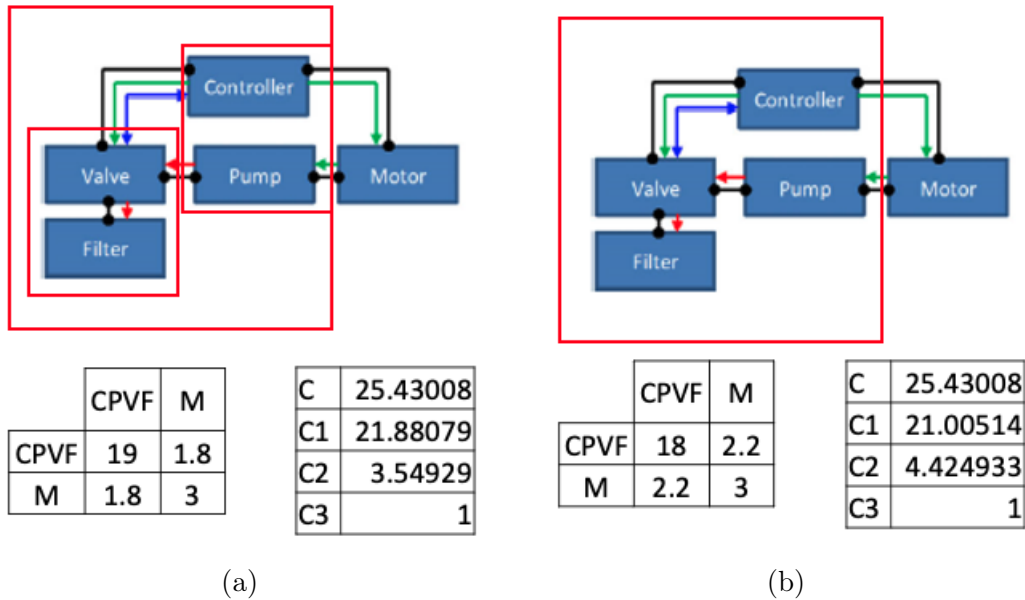 Controller
Valve
Pump
Motor
Filter
CPVF M
CPVF 19 1.8
M 1.8 3
C 25.43008
C1 21.88079
C2 3.54929
C3 1
(a)
Controller
Valve
Pump
Motor
Filter
CPVF M
CPVF 18 2.2
M 2.2 3
C 25.43008
C1 21.00514
C2 4.424933
C3 1
(b)